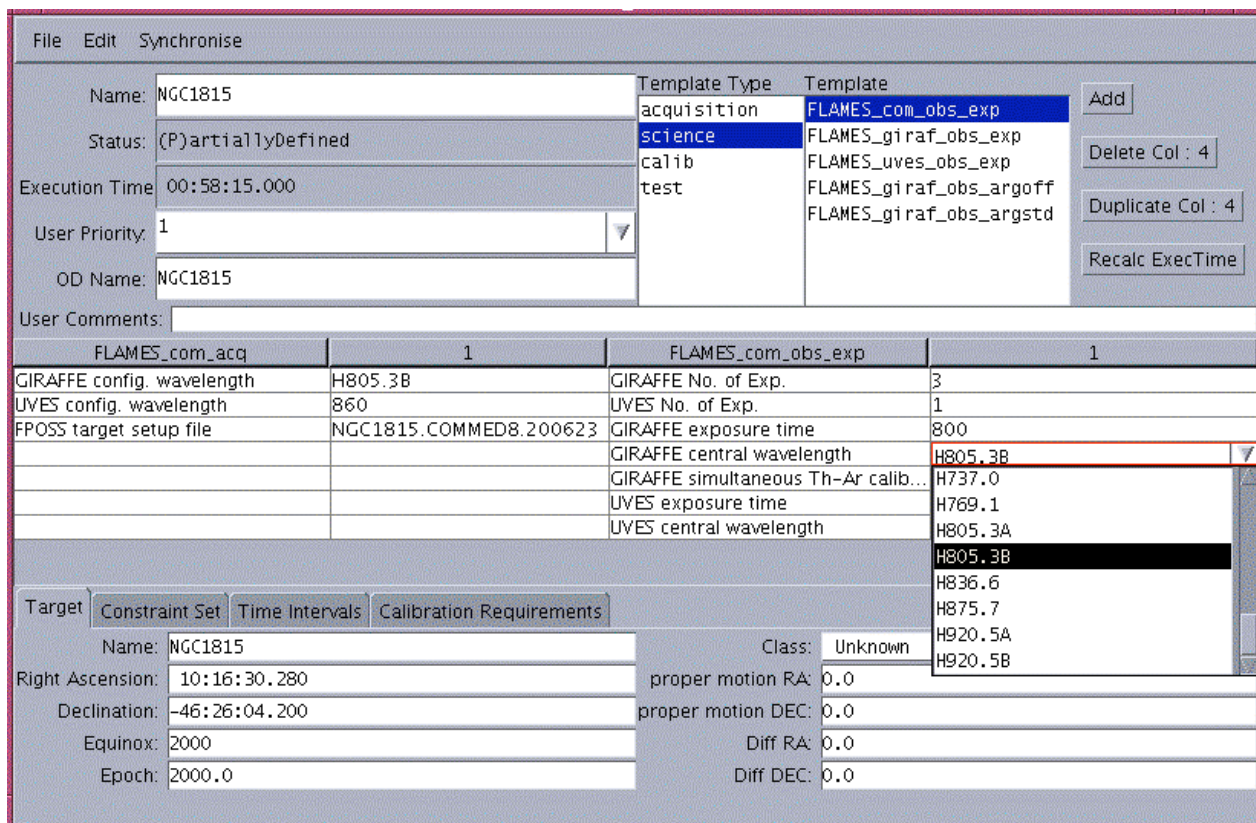 File Edit Synchronise
Name: NGC1815
Status: (P)artiallyDefined
Execution Time 00:58:15.000
User Priority: 1
OD Name: NGC1815
Template Type Template
acquisition FLAMES_com_obs_exp
science FLAMES_giraf_obs_exp
calib FLAMES_uves_obs_exp
test FLAMES_giraf_obs_argoff
FLAMES_giraf_obs_argstd
Add
Delete Col : 4
Duplicate Col : 4
Recalc ExecTime
User Comments:
FLAMES_com_acq 1 FLAMES_com_obs_exp 1
GIRAFFE config. wavelength H805.3B GIRAFFE No. of Exp. 3
UVES config. wavelength 860 UVES No. of Exp. 1
FPOSS target setup file NGC1815.COMMED8.200623 GIRAFFE exposure time 800
GIRAFFE central wavelength H805.3B
GIRAFFE simultaneous Th-Ar calib...
UVES exposure time
UVES central wavelength
H737.0
H769.1
H805.3A
H805.3B
H836.6
H875.7
H920.5A
H920.5B
Target Constraint Set Time Intervals Calibration Requirements
Name: NGC1815 Class: Unknown
Right Ascension: 10:16:30.280 proper motion RA: 0.0
Declination: -46:26:04.200 proper motion DEC: 0.0
Equinox: 2000 Diff RA: 0.0
Epoch: 2000.0 Diff DEC: 0.0